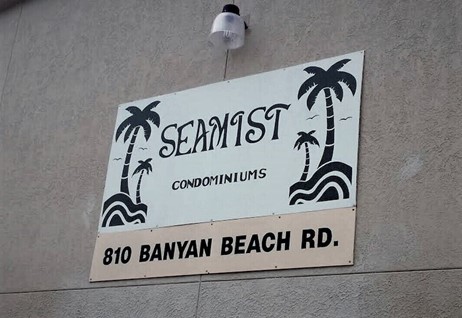 SEAMIST
CONDOMINIUMS
810 BANYAN BEACH RD.